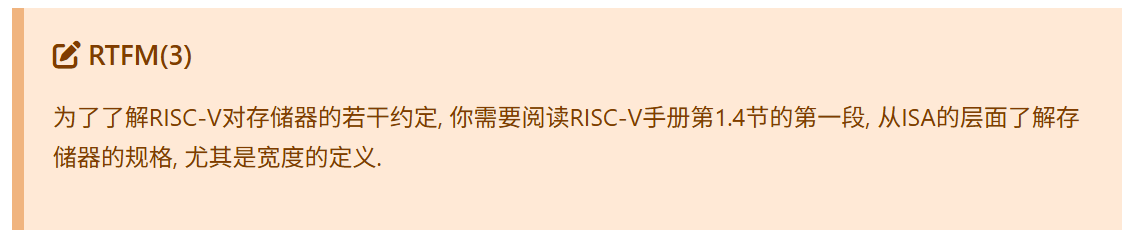 RTFM(3)
为了了解RISC-V对存储器的若干约定, 你需要阅读RISC-V手册第1.4节的第一段, 从ISA的层面了解存
储器的规格, 尤其是宽度的定义.